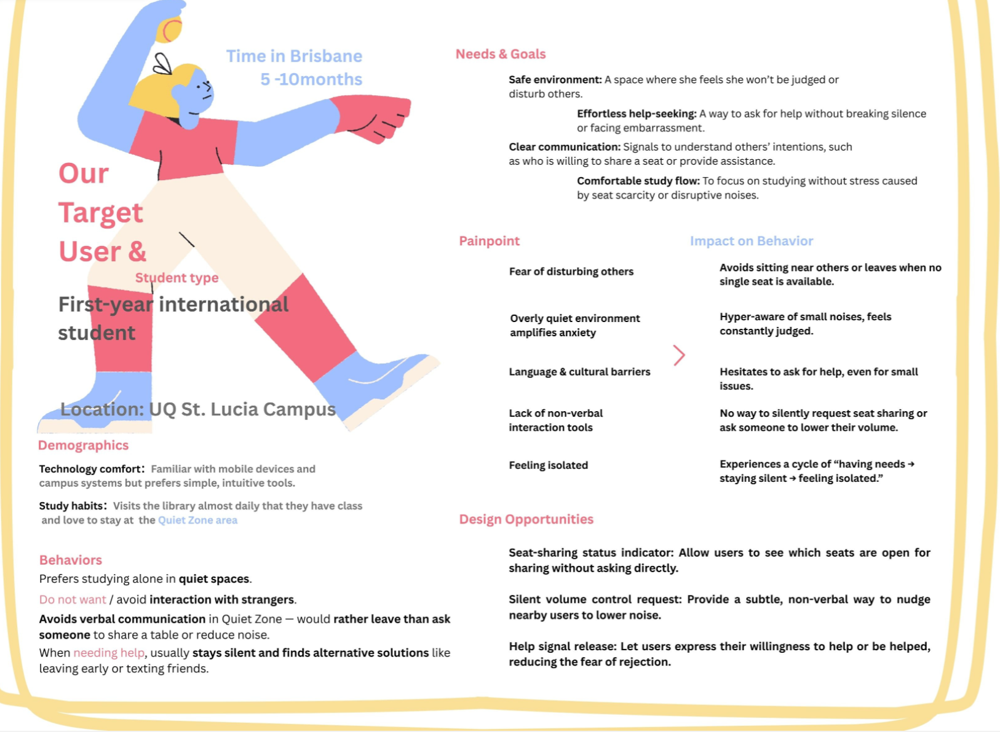 Time in Brisbane
5 -10months
Our
Target
User &
Student type
First-year international
student
Location: UQ St. Lucia Campus
Demographics
Technology comfort： Familiar with mobile devices and
campus systems but prefers simple, intuitive tools.
Study habits： Visits the library almost daily that they have class
and love to stay at the Quiet Zone area
Behaviors
Prefers studying alone in quiet spaces.
Do not want / avoid interaction with strangers.
Avoids verbal communication in Quiet Zone — would rather leave than ask
someone to share a table or reduce noise.
When needing help, usually stays silent and finds alternative solutions like
leaving early or texting friends.
Needs & Goals
Safe environment: A space where she feels she won’t be judged or
disturb others.
Effortless help-seeking: A way to ask for help without breaking silence
or facing embarrassment.
Clear communication: Signals to understand others’ intentions, such
as who is willing to share a seat or provide assistance.
Comfortable study flow: To focus on studying without stress caused
by seat scarcity or disruptive noises.
Painpoint
Impact on Behavior
Fear of disturbing others
Avoids sitting near others or leaves when no
single seat is available.
Overly quiet environment
amplifies anxiety
Hyper-aware of small noises, feels
constantly judged.
Language & cultural barriers
Hesitates to ask for help, even for small
issues.
Lack of non-verbal
interaction tools
No way to silently request seat sharing or
ask someone to lower their volume.
Feeling isolated
Experiences a cycle of “having needs →
staying silent → feeling isolated.”
Design Opportunities
Seat-sharing status indicator: Allow users to see which seats are open for
sharing without asking directly.
Silent volume control request: Provide a subtle, non-verbal way to nudge
nearby users to lower noise.
Help signal release: Let users express their willingness to help or be helped,
reducing the fear of rejection.